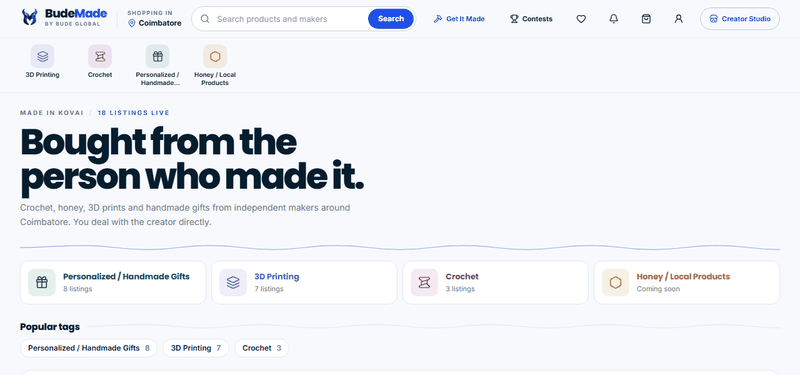 BudeMade
BY BUDE GLOBAL
SHOPPING IN
Coimbatore
Search products and makers
Search
Get It Made
Contests
Creator Studio
3D Printing
Crochet
Personalized /
Handmade...
Honey / Local
Products
MADE IN KOVAI / 18 LISTINGS LIVE
Bought from the
person who made it.
Crochet, honey, 3D prints and handmade gifts from independent makers around
Coimbatore. You deal with the creator directly.
Personalized / Handmade Gifts
8 listings
3D Printing
7 listings
Crochet
3 listings
Honey / Local Products
Coming soon
Popular tags
Personalized / Handmade Gifts 8
3D Printing 7
Crochet 3